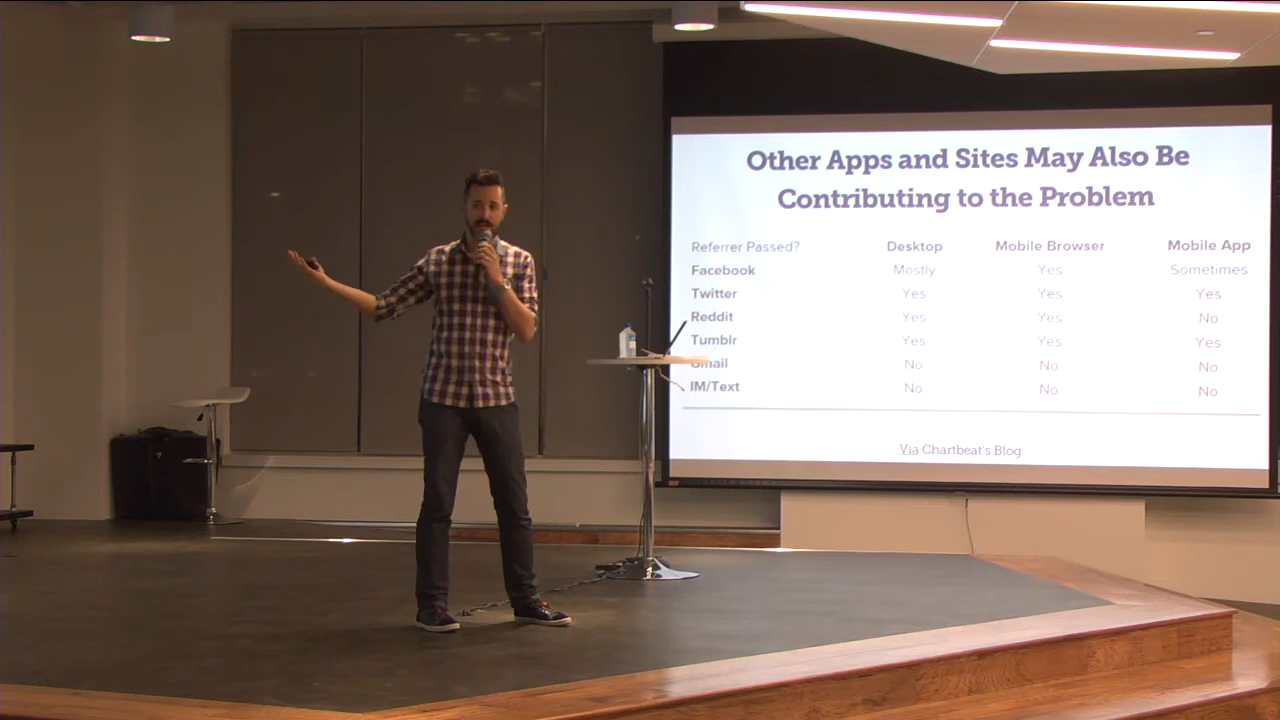 Other Apps and Sites May Also Be
Contributing to the Problem
Referrer Passed? Desktop Mobile Browser Mobile App
Facebook Mostly Yes Sometimes
Twitter Yes Yes Yes
Reddit Yes Yes No
Tumblr Yes Yes Yes
Gmail No No No
IM/Text No No No
Via Chartbeat's Blog